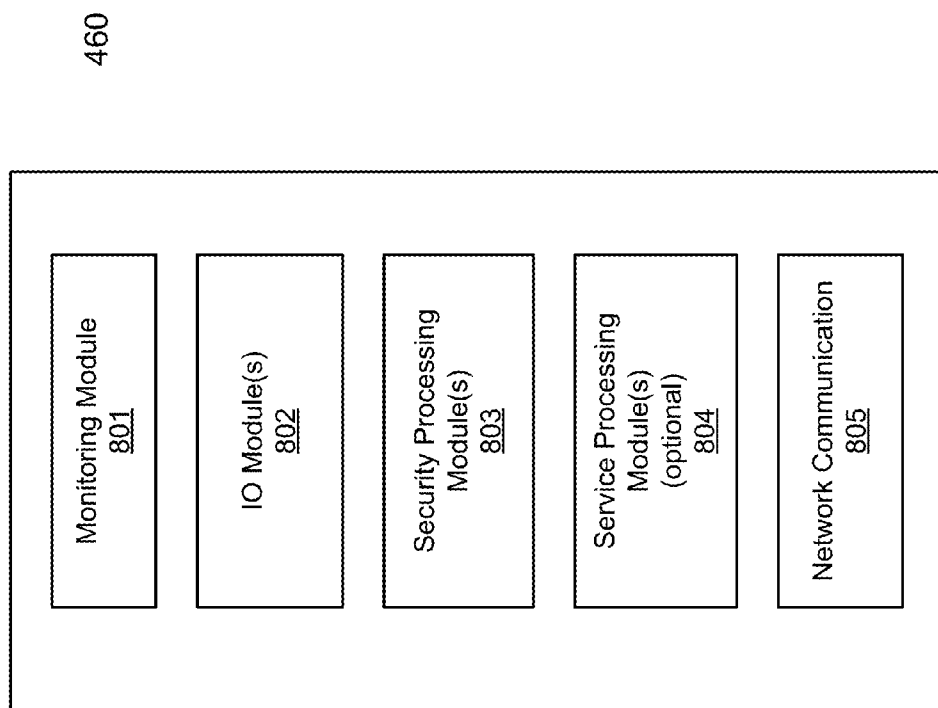 460
Monitoring Module
801
IO Module(s)
802
Security Processing
Module(s)
803
Service Processing
Module(s)
(optional)
804
Network Communication
805